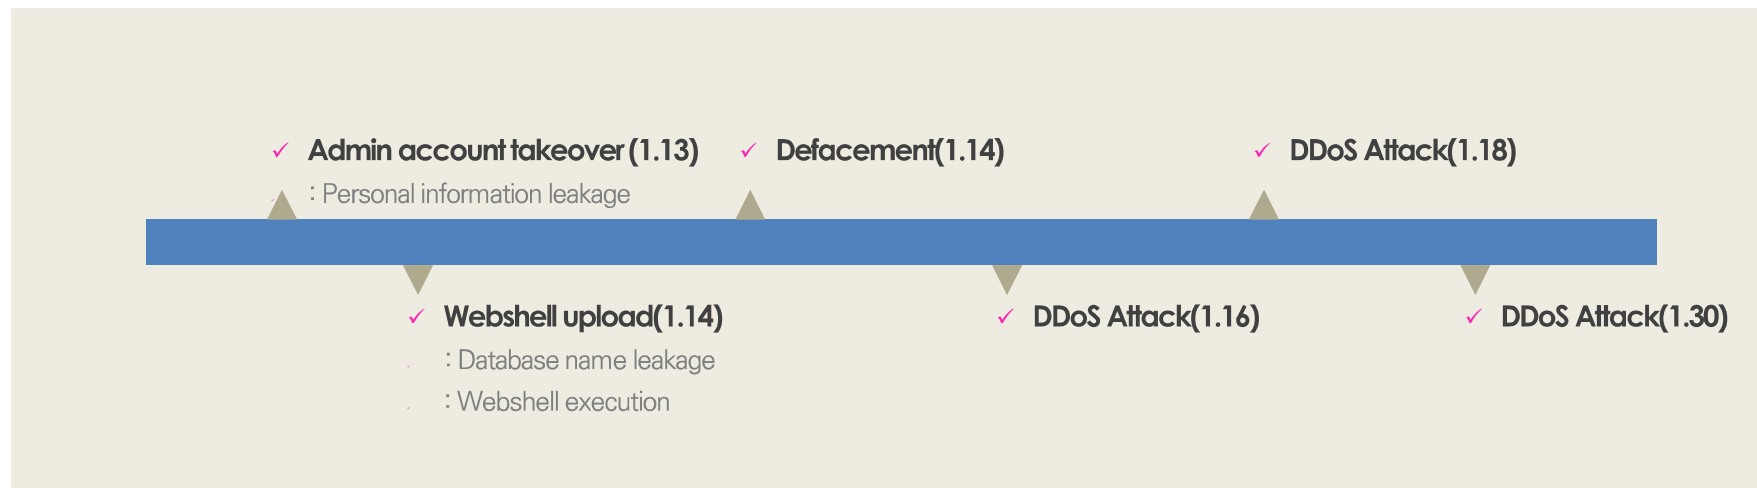 Admin account takeover (1.13)
: Personal information leakage
Defacement(1.14)
DDoS Attack(1.18)
Webshell upload(1.14)
: Database name leakage
: Webshell execution
DDoS Attack(1.16)
DDoS Attack(1.30)